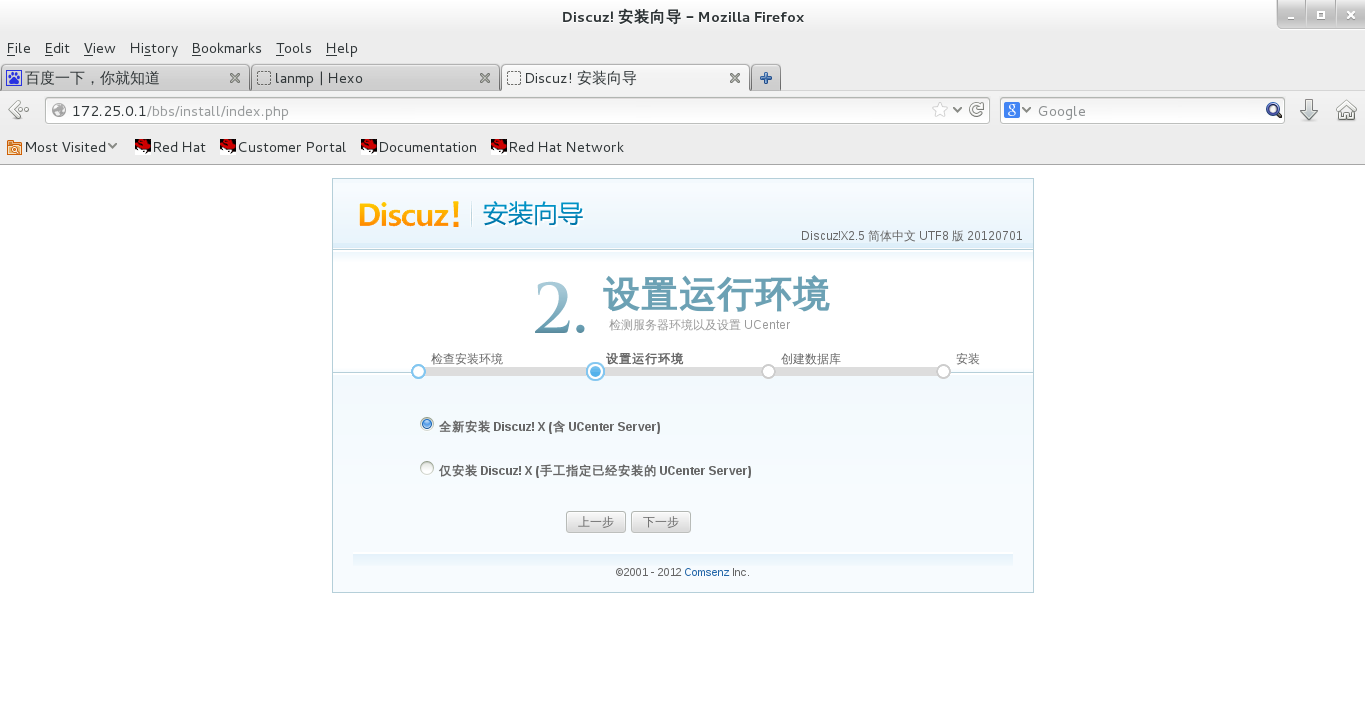 Discuz! 安装向导 - Mozilla Firefox
File Edit View History Bookmarks Tools Help
百度一下，你就知道 lanmp | Hexo Discuz! 安装向导
172.25.0.1/bbs/install/index.php Google
Most Visited Red Hat Customer Portal Documentation Red Hat Network
Discuz! 安装向导
Discuz!X2.5 简体中文 UTF8 版 20120701
2. 设置运行环境
检测服务器环境以及设置 UCenter
检查安装环境 设置运行环境 创建数据库 安装
全新安装 Discuz! X (含 UCenter Server)
仅安装 Discuz! X (手工指定已经安装的 UCenter Server)
上一步 下一步
©2001 - 2012 Comsenz Inc.